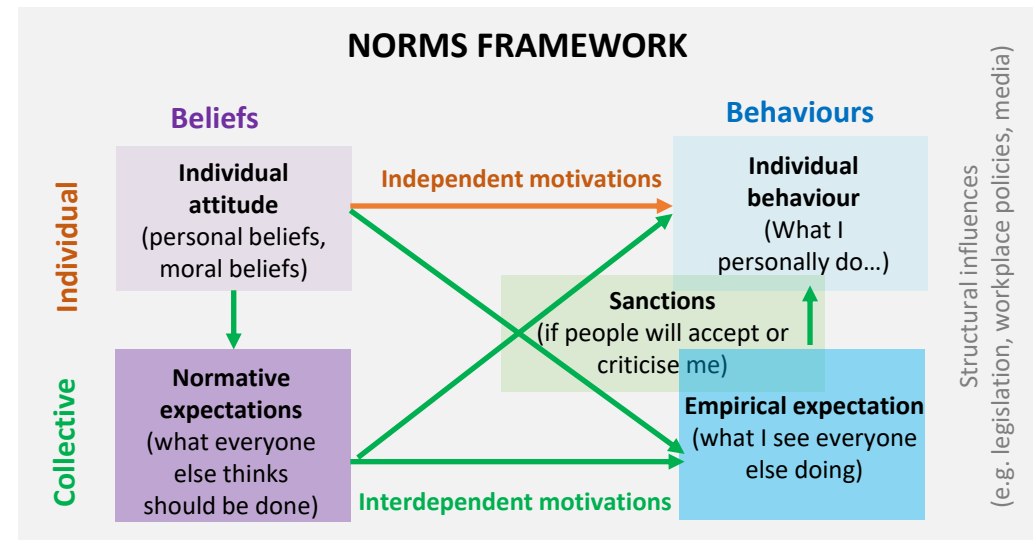 NORMS FRAMEWORK
Beliefs
Behaviours
Individual
Individual
attitude
(personal beliefs,
moral beliefs)
Independent motivations
Individual
behaviour
(What I
personally do…)
Sanctions
(if people will accept or
criticise me)
Collective
Normative
expectations
(what everyone
else thinks
should be done)
Interdependent motivations
Empirical expectation
(what I see everyone
else doing)
Structural influences
(e.g. legislation, workplace policies, media)